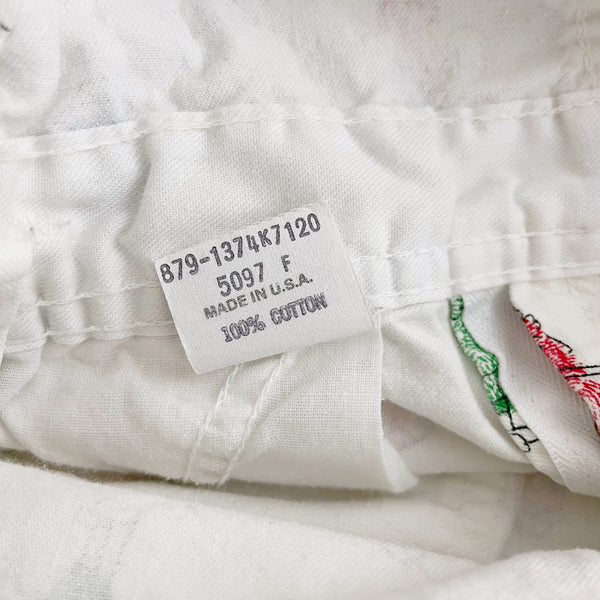 879-1374K7120
5097 F
MADE IN U.S.A.
100% COTTON